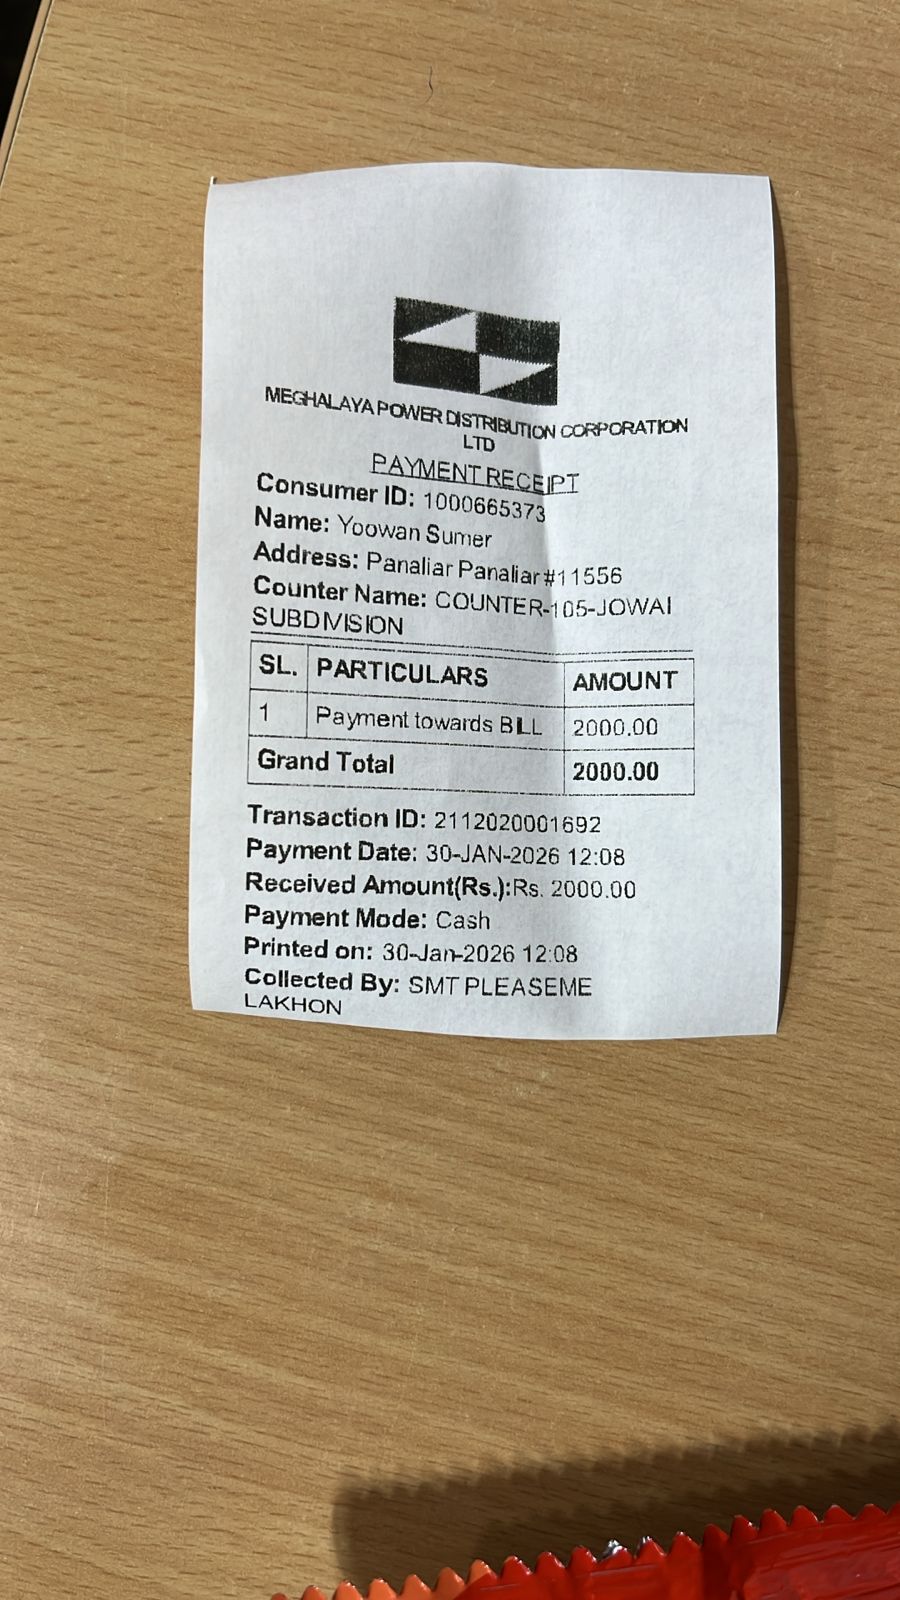 MEGHALAYA POWER DISTRIBUTION CORPORATION
LTD
PAYMENT RECEIPT
Consumer ID: 1000665373
Name: Yoowan Sumer
Address: Panaliar Panaliar #11556
Counter Name: COUNTER-105-JOWAI
SUBDIVISION
SL. PARTICULARS AMOUNT
1 Payment towards BILL 2000.00
Grand Total 2000.00
Transaction ID: 2112020001692
Payment Date: 30-JAN-2026 12:08
Received Amount(Rs.):Rs. 2000.00
Payment Mode: Cash
Printed on: 30-Jan-2026 12:08
Collected By: SMT PLEASEME
LAKHON